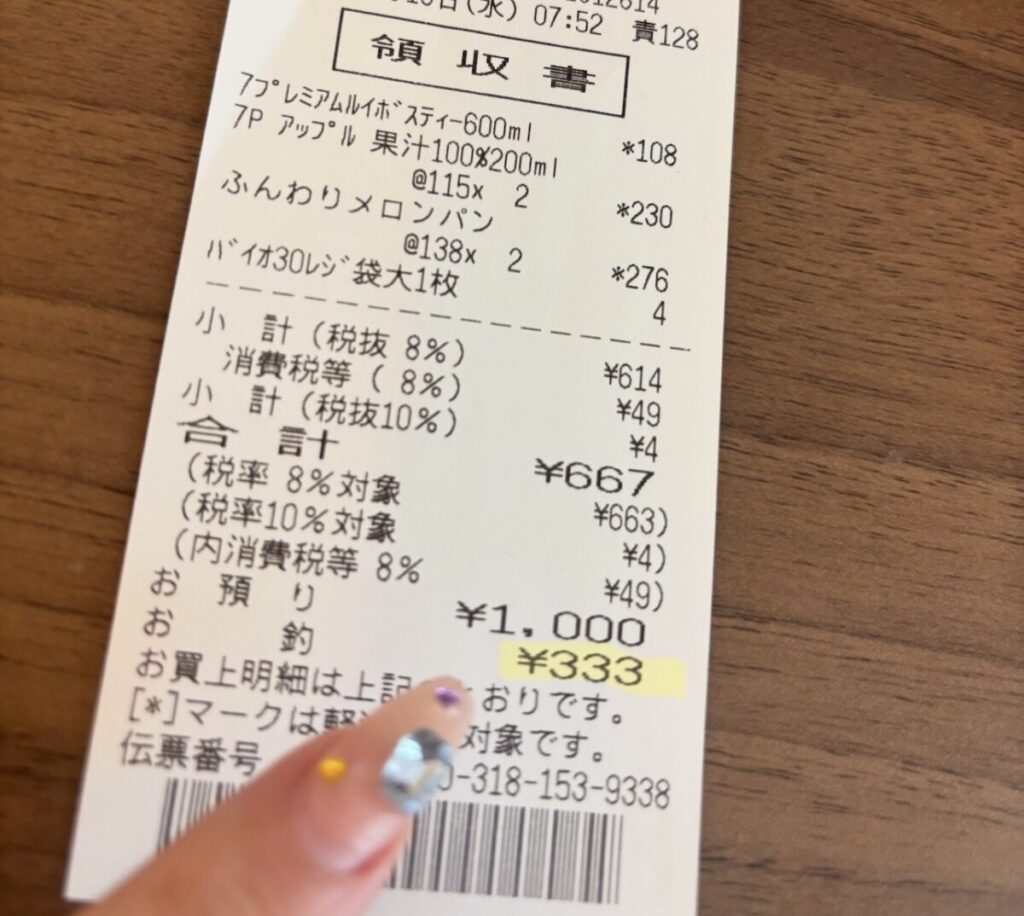 日(水) 07:52 責128
領収書
7プレミアムルイボスティー600ml *108
7P アップル 果汁100%200ml
@115x 2 *230
ふんわりメロンパン
@138x 2 *276
バイオ30レジ袋大1枚 4
小 計(税抜 8%) ¥614
消費税等( 8%) ¥49
小 計(税抜10%) ¥4
合 計 ¥667
(税率 8%対象 ¥663)
(税率10%対象 ¥4)
(内消費税等 8% ¥49)
お預り ¥1,000
お釣 ¥333
お買上明細は上記 おりです。
[*]マークは軽 対象です。
伝票番号 0-318-153-9338